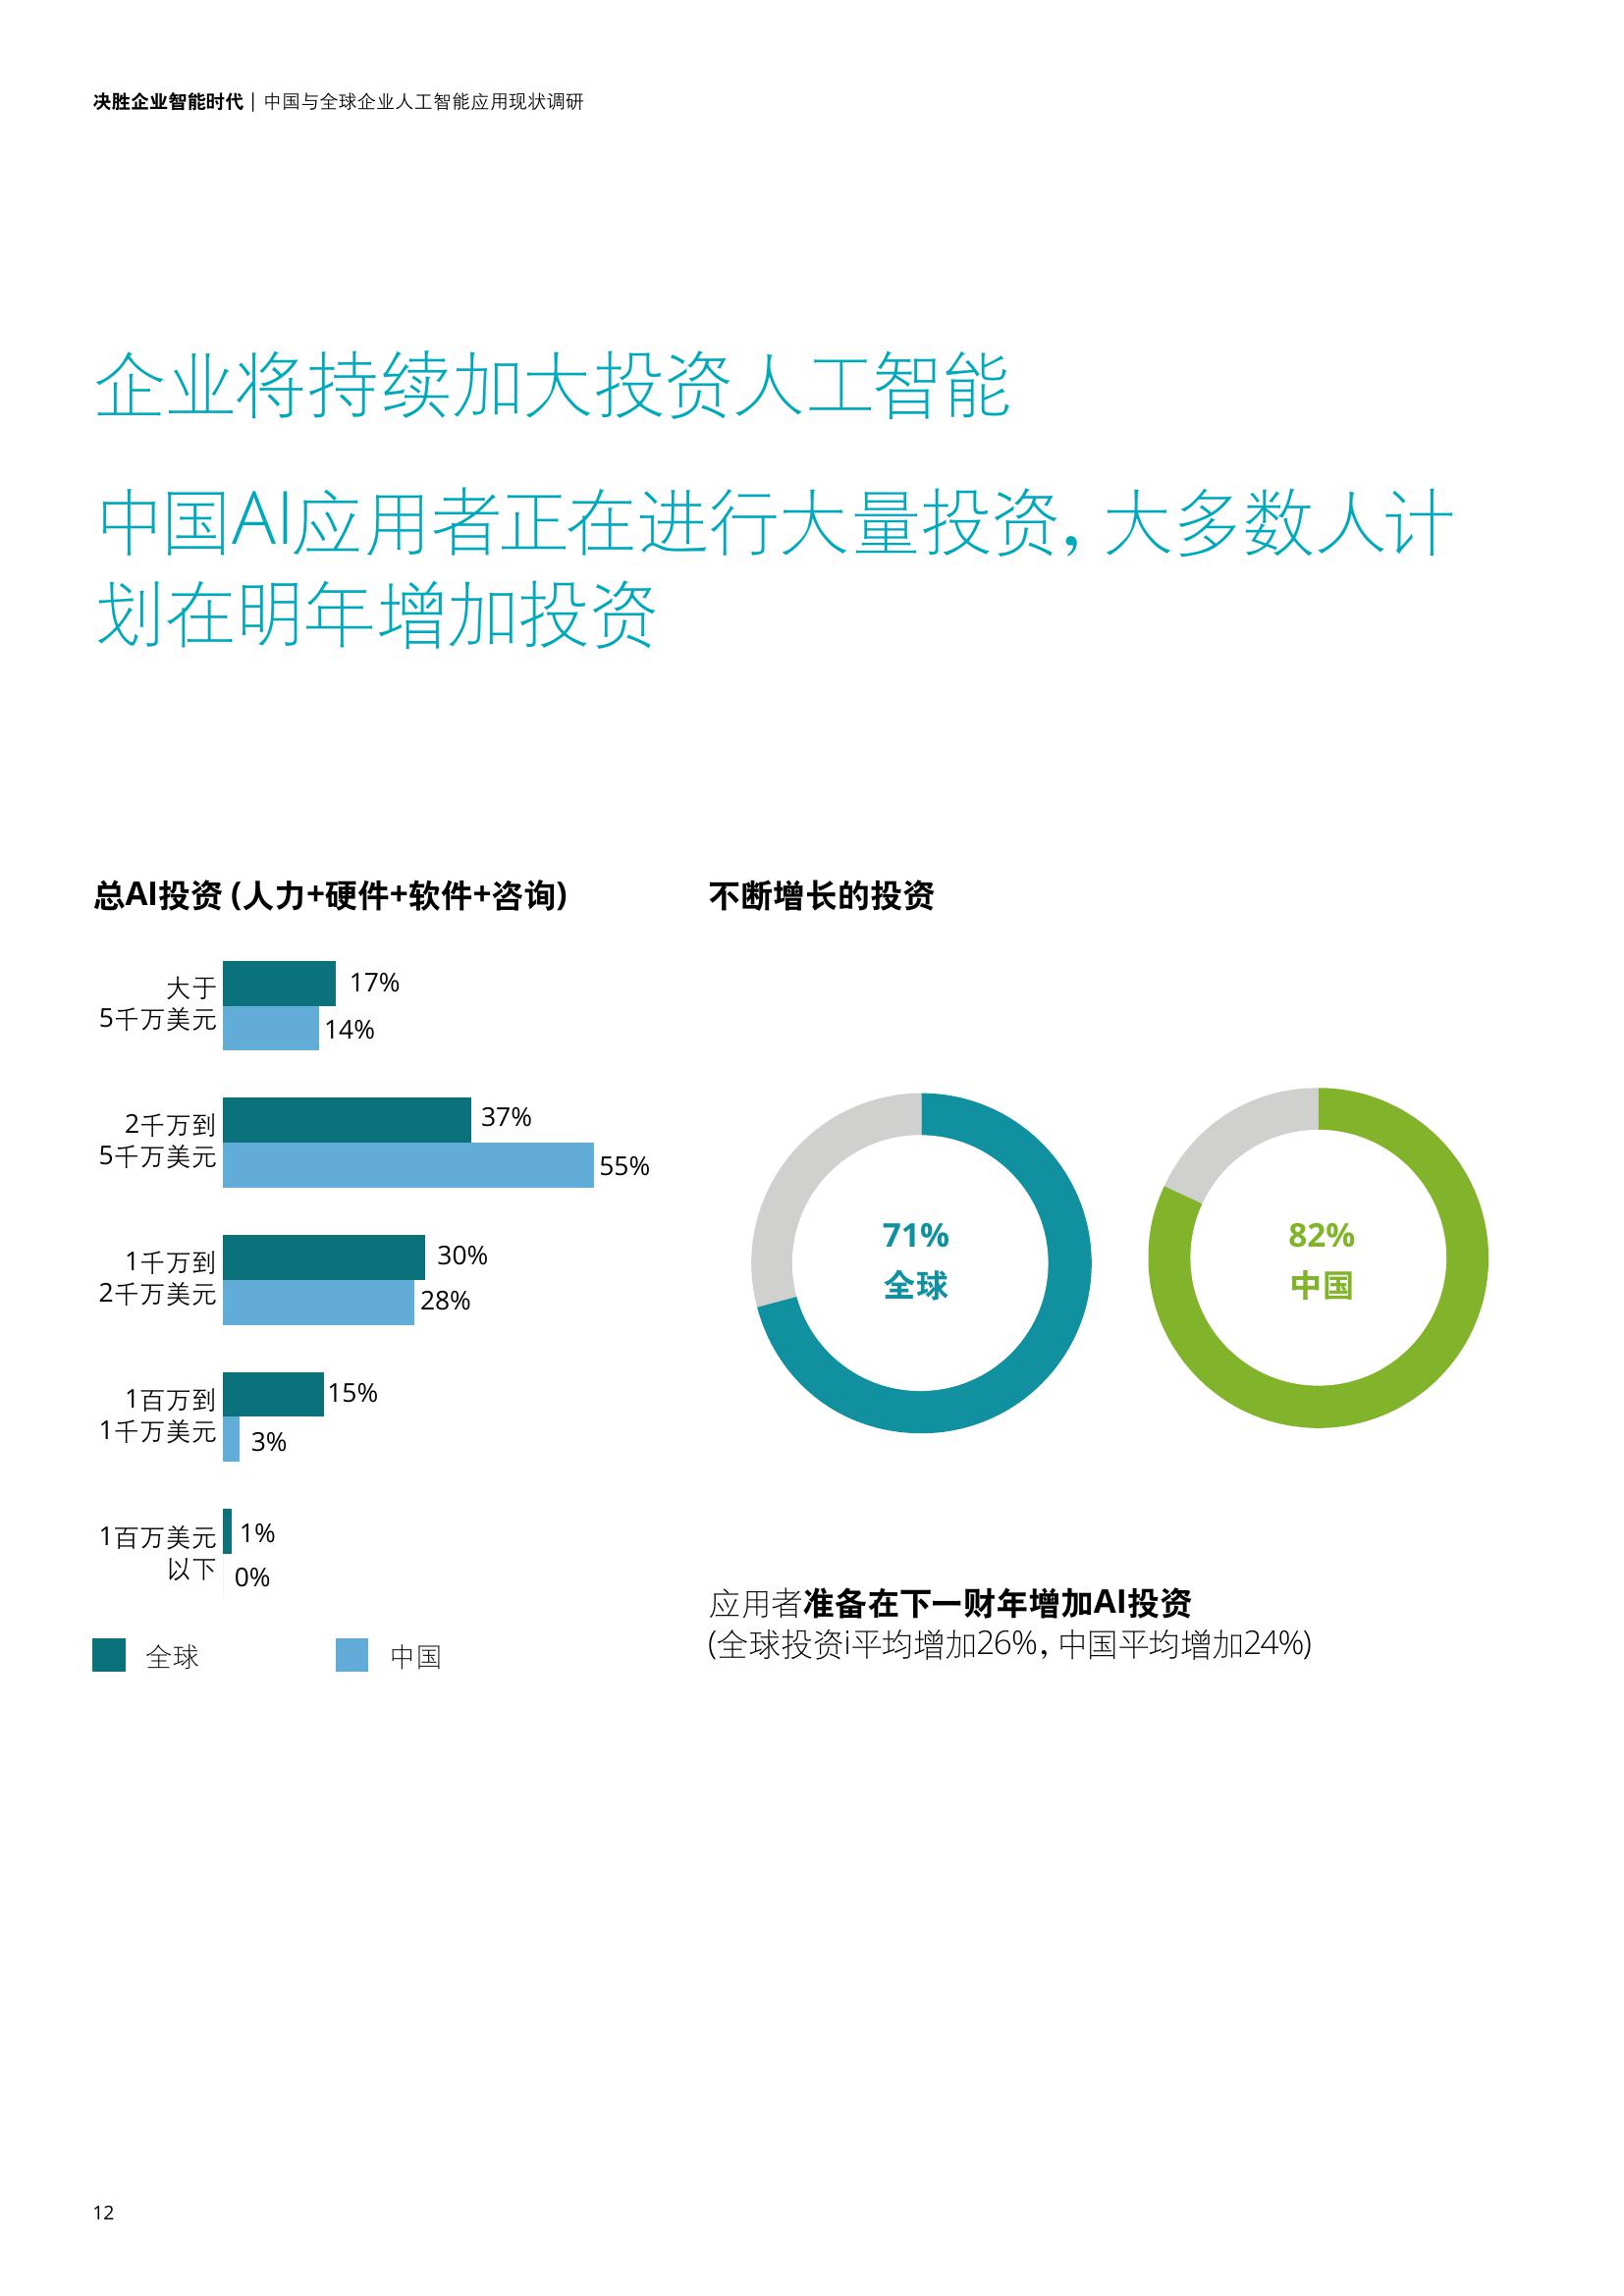 决胜企业智能时代 | 中国与全球企业人工智能应用现状调研
企业将持续加大投资人工智能
中国AI应用者正在进行大量投资，大多数人计
划在明年增加投资
总AI投资 (人力+硬件+软件+咨询)
大于
5千万美元
17%
14%
2千万到
5千万美元
37%
55%
1千万到
2千万美元
30%
28%
1百万到
1千万美元
15%
3%
1百万美元
以下
1%
0%
全球
中国
不断增长的投资
71%
全球
82%
中国
应用者准备在下一财年增加AI投资
(全球投资i平均增加26%，中国平均增加24%)
12